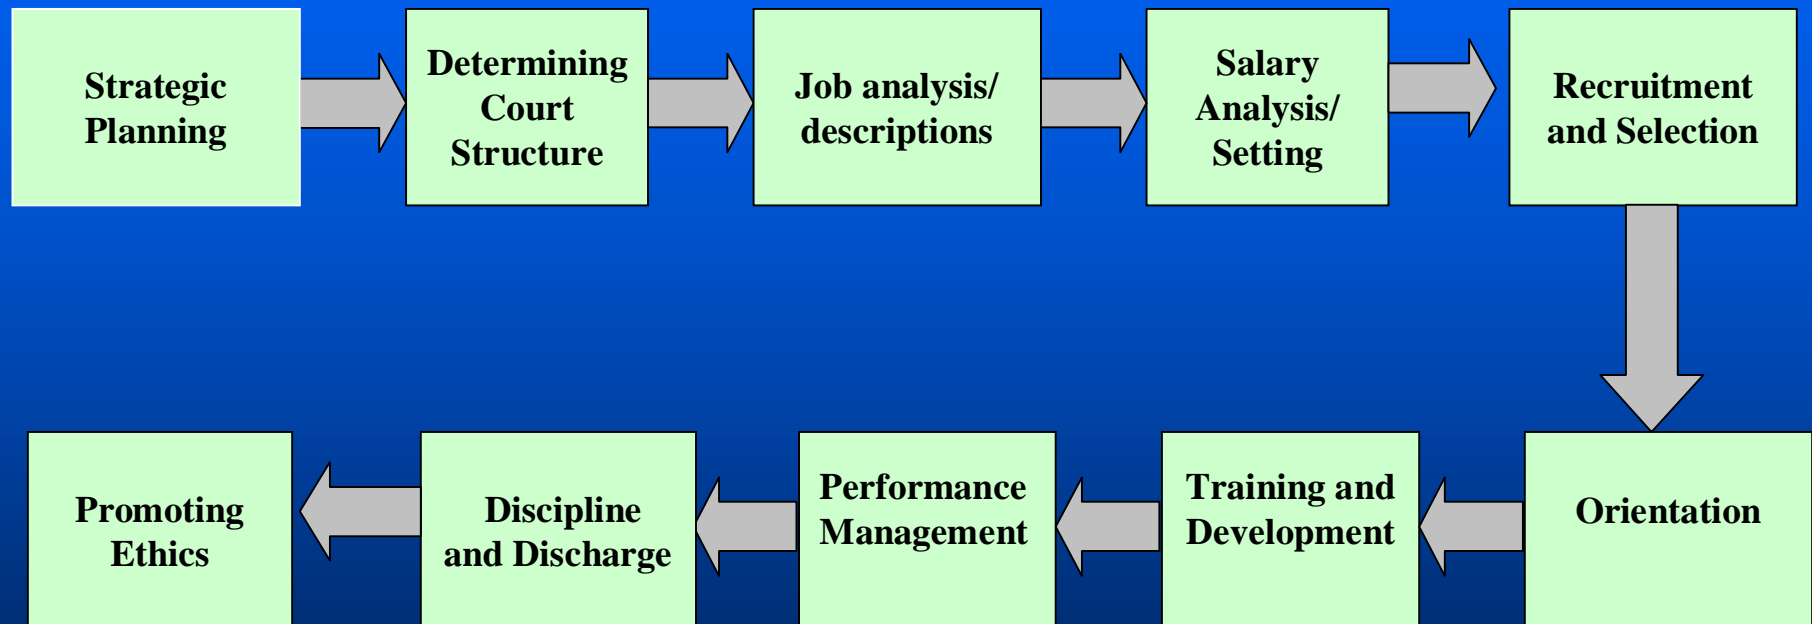 Strategic
Planning
Determining
Court
Structure
Job analysis/
descriptions
Salary
Analysis/
Setting
Recruitment
and Selection
Orientation
Training and
Development
Performance
Management
Discipline
and Discharge
Promoting
Ethics